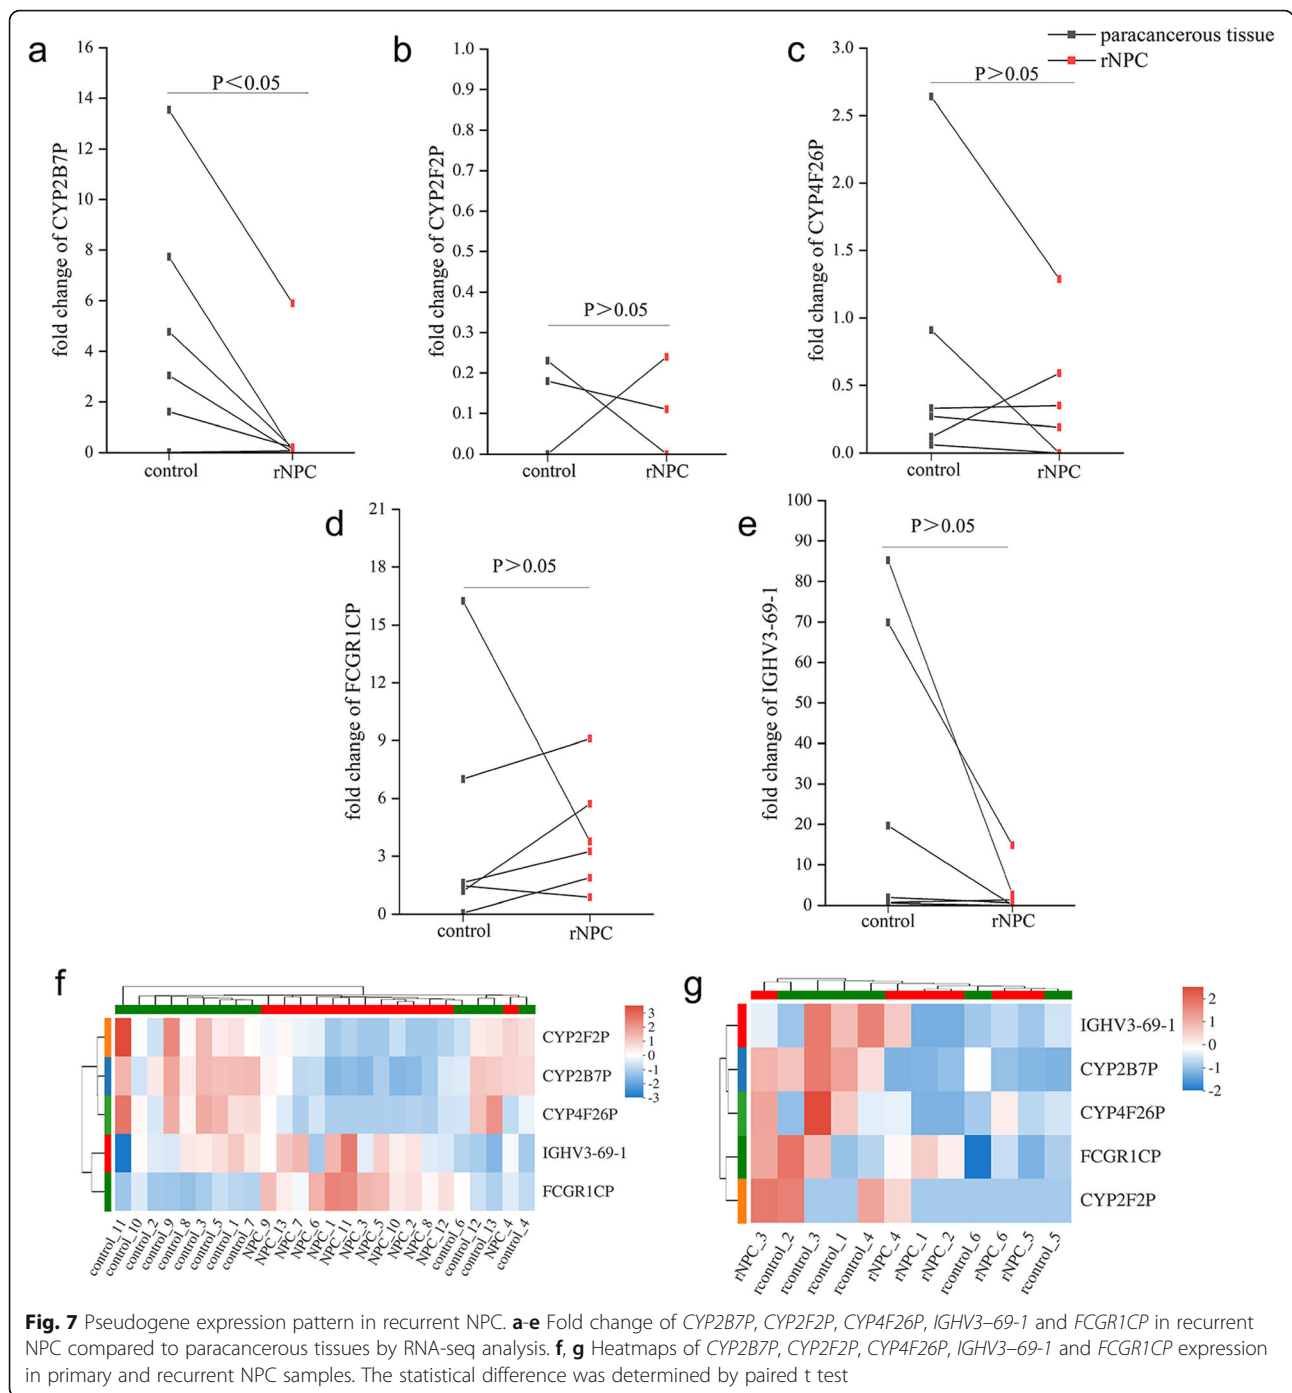 a
P<0.05
fold change of CYP2B7P
16
14
12
10
8
6
4
2
0
control
rNPC
b
P>0.05
fold change of CYP2F2P
1.0
0.9
0.8
0.7
0.6
0.5
0.4
0.3
0.2
0.1
0.0
control
rNPC
c
paracancerous tissue
rNPC
P>0.05
fold change of CYP4F26P
3.0
2.5
2.0
1.5
1.0
0.5
0.0
control
rNPC
d
P>0.05
fold change of FCGR1CP
21
18
15
12
9
6
3
0
control
rNPC
e
P>0.05
fold change of IGHV3-69-1
100
90
80
70
60
50
40
30
20
10
0
control
rNPC
f
CYP2F2P
CYP2B7P
CYP4F26P
IGHV3-69-1
FCGR1CP
3
2
1
0
-1
-2
-3
control_11
control_10
control_2
control_9
control_8
control_3
control_5
control_1
control_7
NPC_9
NPC_13
NPC_7
NPC_6
NPC_1
NPC_11
NPC_3
NPC_5
NPC_10
NPC_2
NPC_8
NPC_12
control_6
control_12
control_13
NPC_4
control_4
g
IGHV3-69-1
CYP2B7P
CYP4F26P
FCGR1CP
CYP2F2P
2
1
0
-1
-2
rNPC_3
rcontrol_2
rcontrol_3
rcontrol_1
rcontrol_4
rNPC_4
rNPC_1
rNPC_2
rcontrol_6
rNPC_6
rNPC_5
rcontrol_5
Fig. 7 Pseudogene expression pattern in recurrent NPC. a-e Fold change of CYP2B7P, CYP2F2P, CYP4F26P, IGHV3–69-1 and FCGR1CP in recurrent
NPC compared to paracancerous tissues by RNA-seq analysis. f, g Heatmaps of CYP2B7P, CYP2F2P, CYP4F26P, IGHV3–69-1 and FCGR1CP expression
in primary and recurrent NPC samples. The statistical difference was determined by paired t test